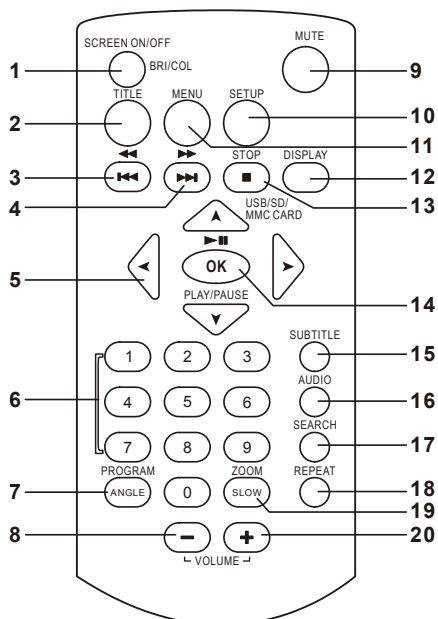 SCREEN ON/OFF
MUTE
1
BRI/COL
9
TITLE
MENU
SETUP
2
10
11
STOP
DISPLAY
3
12
4
13
USB/SD/
MMC CARD
5
OK
14
PLAY/PAUSE
SUBTITLE
1
2
3
15
AUDIO
6
4
5
6
16
SEARCH
7
8
9
17
PROGRAM
ZOOM
REPEAT
7
ANGLE
0
SLOW
18
19
8
−
+
20
VOLUME